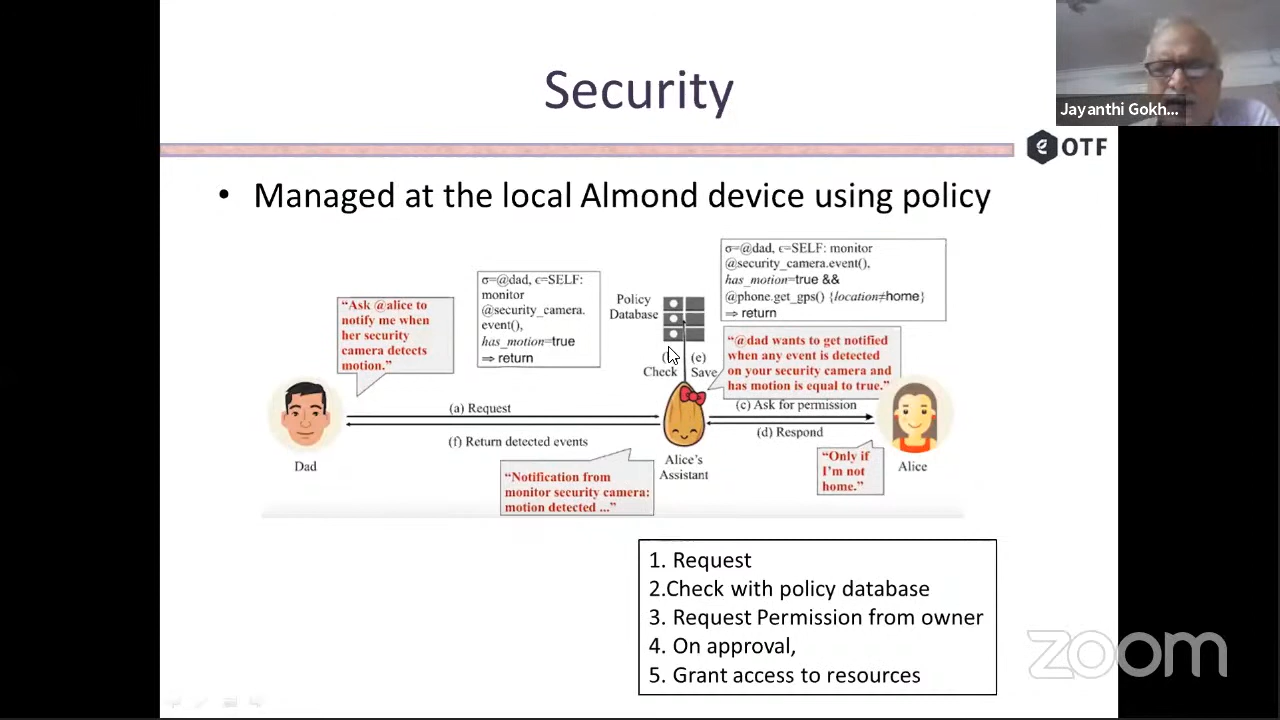 Security
Jayanthi Gokh...
OTF
• Managed at the local Almond device using policy
“Ask @alice to
notify me when
her security
camera detects
motion.”
σ=@dad, ϵ=SELF:
monitor
@security_camera.
event(),
has_motion=true
⇒ return
Policy
Database
σ=@dad, ϵ=SELF: monitor
@security_camera.event(),
has_motion=true &&
@phone.get_gps() {location≠home}
⇒ return
(e)
Check
Save
“@dad wants to get notified
when any event is detected
on your security camera and
has motion is equal to true.”
(a) Request
(c) Ask for permission
(f) Return detected events
(d) Respond
Dad
Alice's
Assistant
Alice
“Notification from
monitor security camera:
motion detected ...”
“Only if
I'm not
home.”
1. Request
2.Check with policy database
3. Request Permission from owner
4. On approval,
5. Grant access to resources
zoom